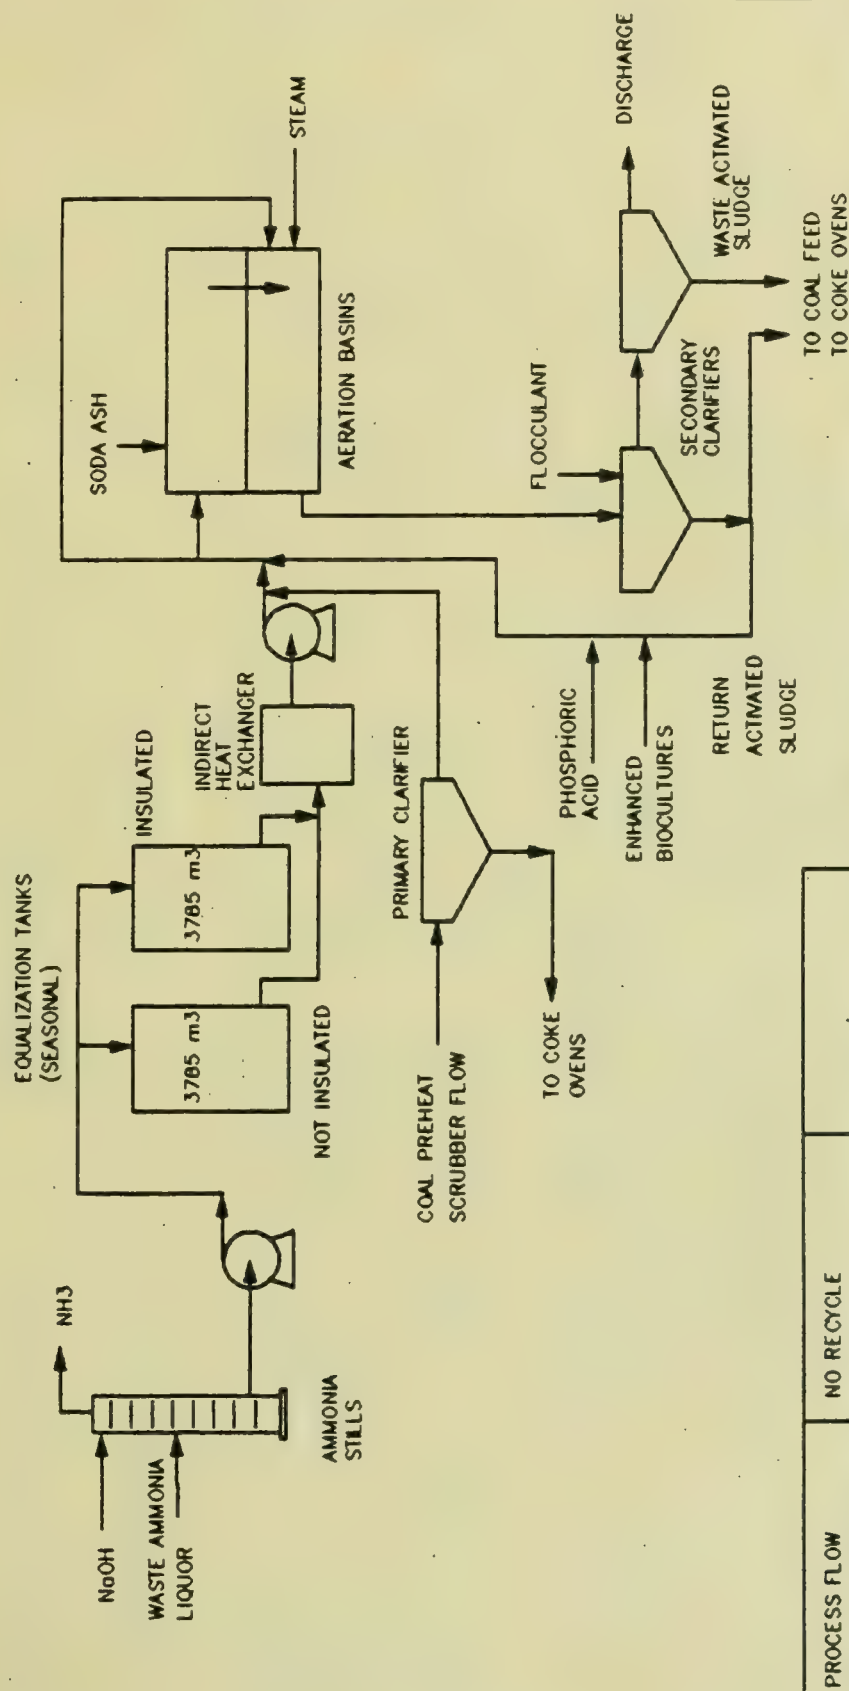 NaOH
WASTE AMMONIA
LIQUOR
NH3
AMMONIA
STILLS
EQUALIZATION TANKS
(SEASONAL)
3785 m3
NOT INSULATED
3785 m3
INSULATED
INDIRECT
HEAT
EXCHANGER
SODA ASH
AERATION BASINS
STEAM
COAL PREHEAT
SCRUBBER FLOW
PRIMARY CLARIFIER
TO COKE
OVENS
PHOSPHORIC
ACID
ENHANCED
BIOCULTURES
RETURN
ACTIVATED
SLUDGE
FLOCCULANT
SECONDARY
CLARIFIERS
DISCHARGE
WASTE ACTIVATED
SLUDGE
TO COAL FEED
TO COKE OVENS
PROCESS FLOW
NO RECYCLE